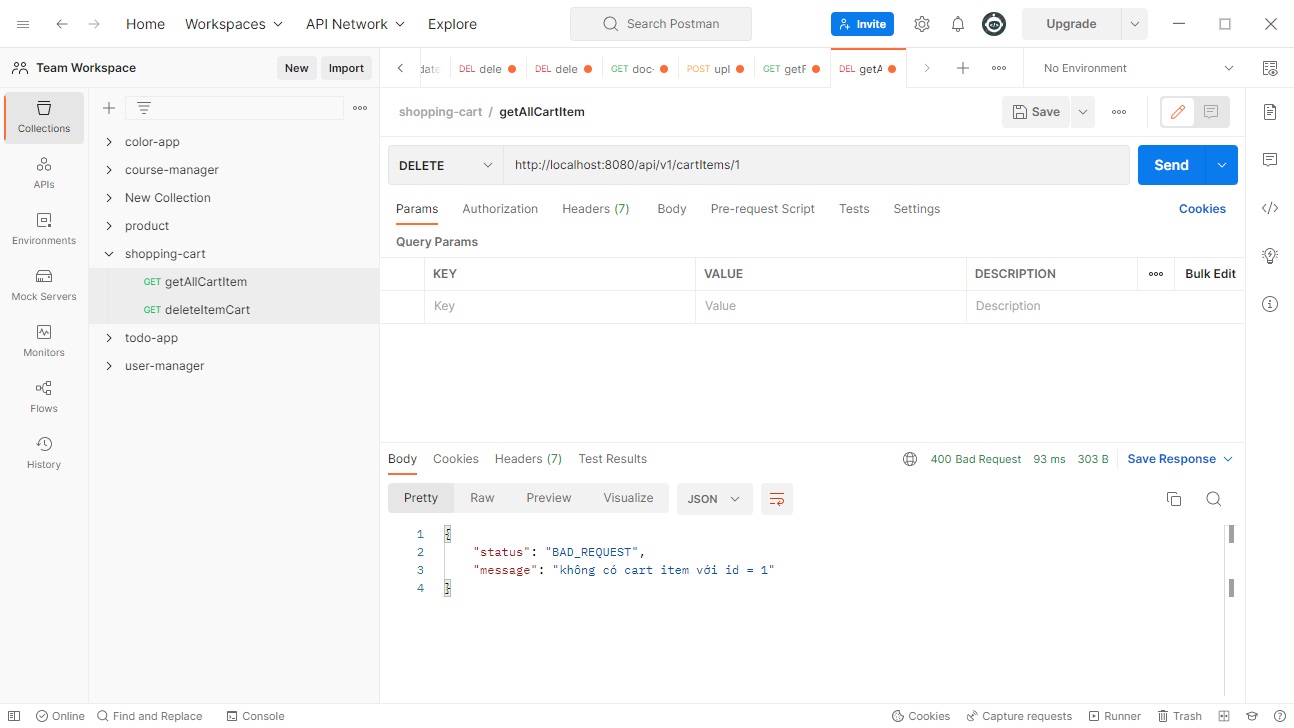 Home Workspaces API Network Explore Search Postman Invite Upgrade
Team Workspace New Import
DEL dele DEL dele GET doc- POST upl GET getF DEL getA No Environment
Collections
APIs
Environments
Mock Servers
Monitors
Flows
History
color-app
course-manager
New Collection
product
shopping-cart
GET getAllCartItem
GET deleteItemCart
todo-app
user-manager
shopping-cart / getAllCartItem Save
DELETE http://localhost:8080/api/v1/cartItems/1 Send
Params Authorization Headers (7) Body Pre-request Script Tests Settings Cookies
Query Params
KEY VALUE DESCRIPTION Bulk Edit
Key Value Description
Body Cookies Headers (7) Test Results 400 Bad Request 93 ms 303 B Save Response
Pretty Raw Preview Visualize JSON
1 {
2 "status": "BAD_REQUEST",
3 "message": "không có cart item với id = 1"
4 }
Online Find and Replace Console Cookies Capture requests Runner Trash